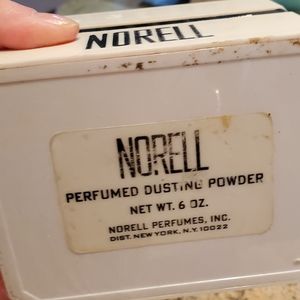 NORELL
NORELL
PERFUMED DUSTING POWDER
NET WT. 6 OZ.
NORELL PERFUMES, INC.
DIST. NEW YORK, N.Y. 10022